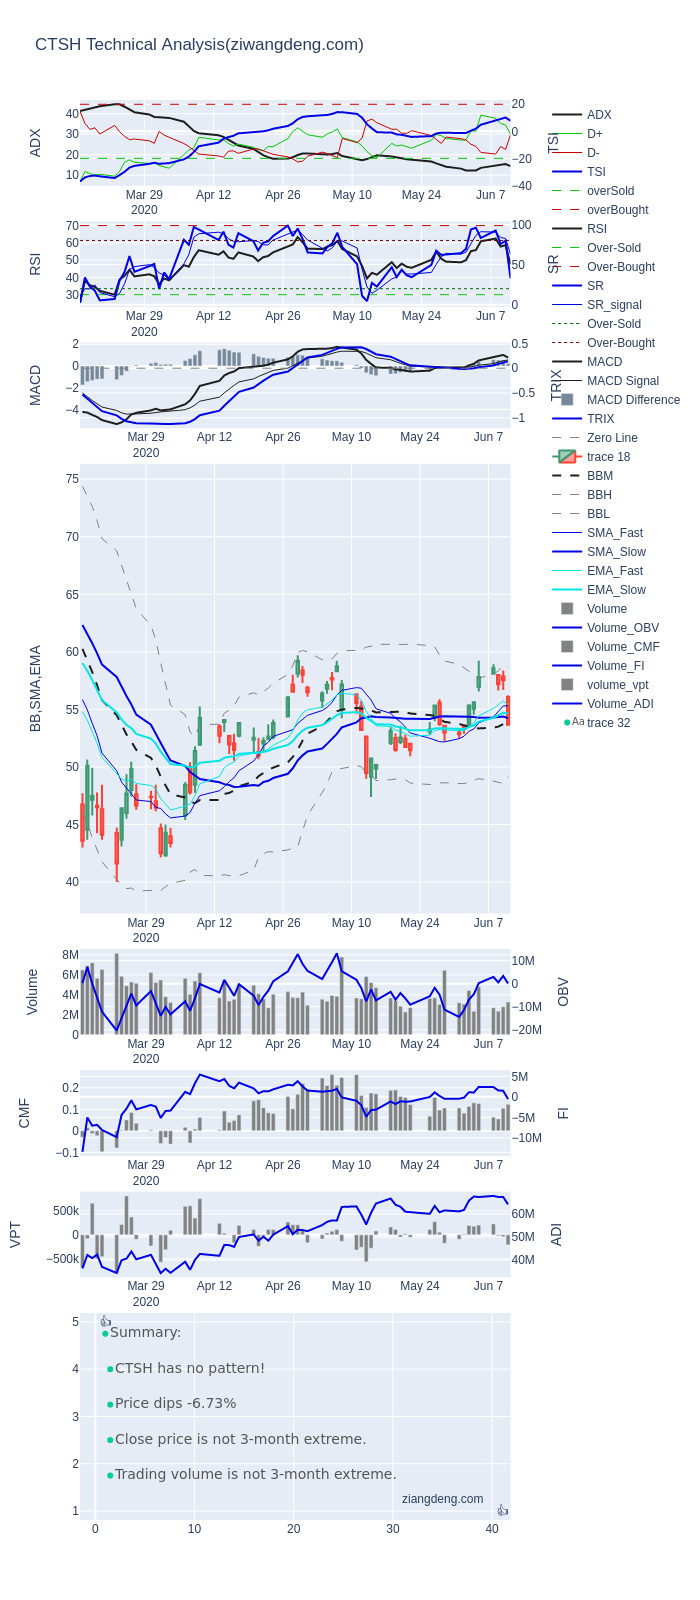 CTSH Technical Analysis(ziwangdeng.com)
ADX
40
30
20
10
20
0
−20
−40
TSI
Mar 29
2020
Apr 12
Apr 26
May 10
May 24
Jun 7
RSI
70
60
50
40
30
100
50
0
SR
Mar 29
2020
Apr 12
Apr 26
May 10
May 24
Jun 7
MACD
2
0
−2
−4
0.5
0
−0.5
−1
TRIX
Mar 29
2020
Apr 12
Apr 26
May 10
May 24
Jun 7
BB,SMA,EMA
75
70
65
60
55
50
45
40
Mar 29
2020
Apr 12
Apr 26
May 10
May 24
Jun 7
Volume
8M
6M
4M
2M
0
10M
0
−10M
−20M
OBV
Mar 29
2020
Apr 12
Apr 26
May 10
May 24
Jun 7
CMF
0.2
0.1
0
−0.1
5M
0
−5M
−10M
FI
Mar 29
2020
Apr 12
Apr 26
May 10
May 24
Jun 7
VPT
500k
0
−500k
60M
50M
40M
ADI
Mar 29
2020
Apr 12
Apr 26
May 10
May 24
Jun 7
5
4
3
2
1
👍
Summary:
CTSH has no pattern!
Price dips -6.73%
Close price is not 3-month extreme.
Trading volume is not 3-month extreme.
ziangdeng.com
👍
0
10
20
30
40
ADX
D+
D-
TSI
overSold
overBought
RSI
Over-Sold
Over-Bought
SR
SR_signal
Over-Sold
Over-Bought
MACD
MACD Signal
MACD Difference
TRIX
Zero Line
trace 18
BBM
BBH
BBL
SMA_Fast
SMA_Slow
EMA_Fast
EMA_Slow
Volume
Volume_OBV
Volume_CMF
Volume_FI
volume_vpt
Volume_ADI
Aa trace 32